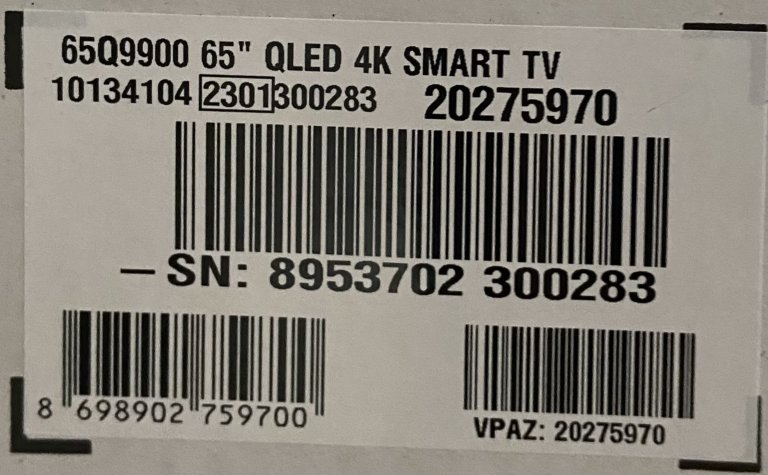 65Q9900 65" QLED 4K SMART TV
10134104 2301300283 20275970
– SN: 8953702 300283
8 698902 759700
VPAZ: 20275970